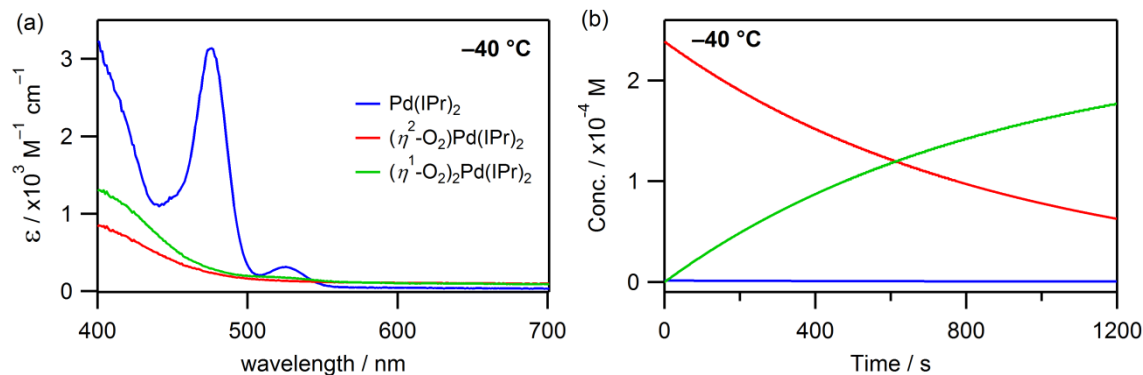 (a)
–40 °C
ε / x10³ M⁻¹ cm⁻¹
3
2
1
0
Pd(IPr)₂
(η²-O₂)Pd(IPr)₂
(η¹-O₂)₂Pd(IPr)₂
400 500 600 700
wavelength / nm
(b)
–40 °C
Conc. / x10⁻⁴ M
2
1
0
0 400 800 1200
Time / s